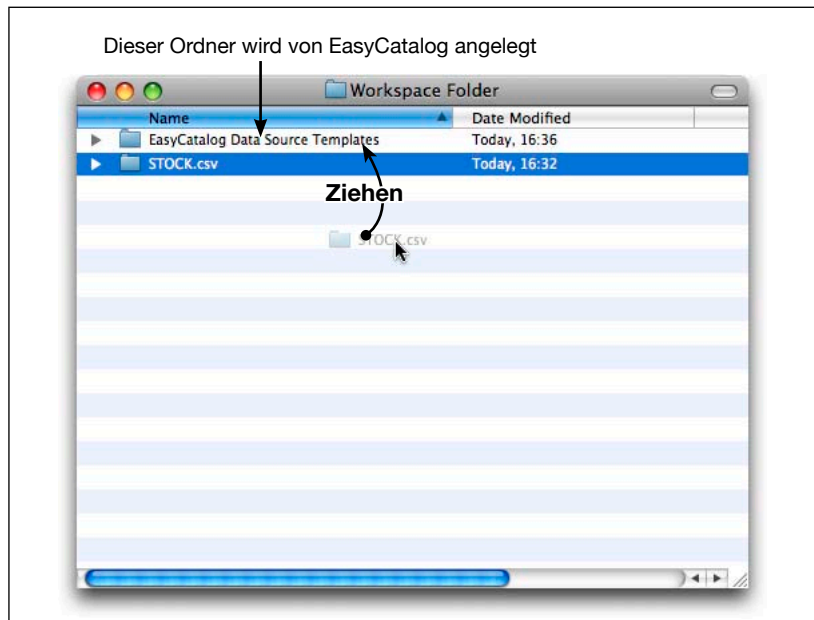 Dieser Ordner wird von EasyCatalog angelegt
Workspace Folder
Name Date Modified
EasyCatalog Data Source Templates Today, 16:36
STOCK.csv Today, 16:32
Ziehen
STOCK.csv